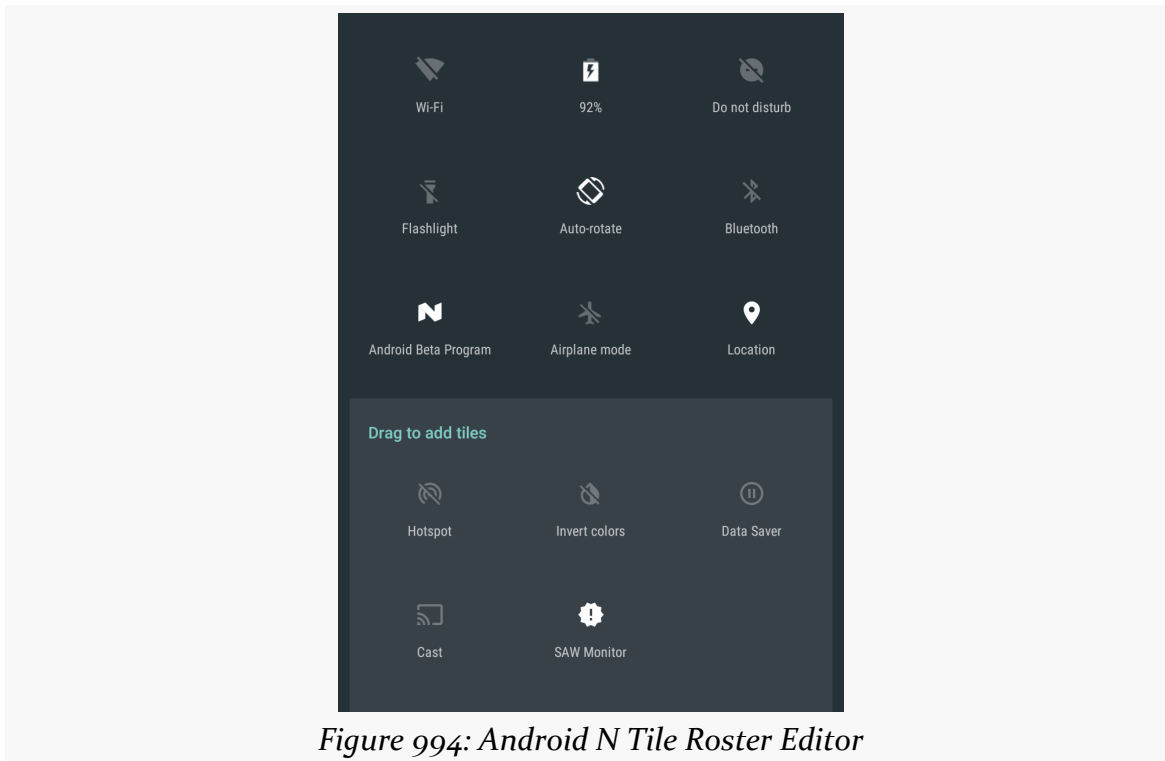 Wi-Fi 92% Do not disturb
Flashlight Auto-rotate Bluetooth
Android Beta Program Airplane mode Location
Drag to add tiles
Hotspot Invert colors Data Saver
Cast SAW Monitor
Figure 994: Android N Tile Roster Editor